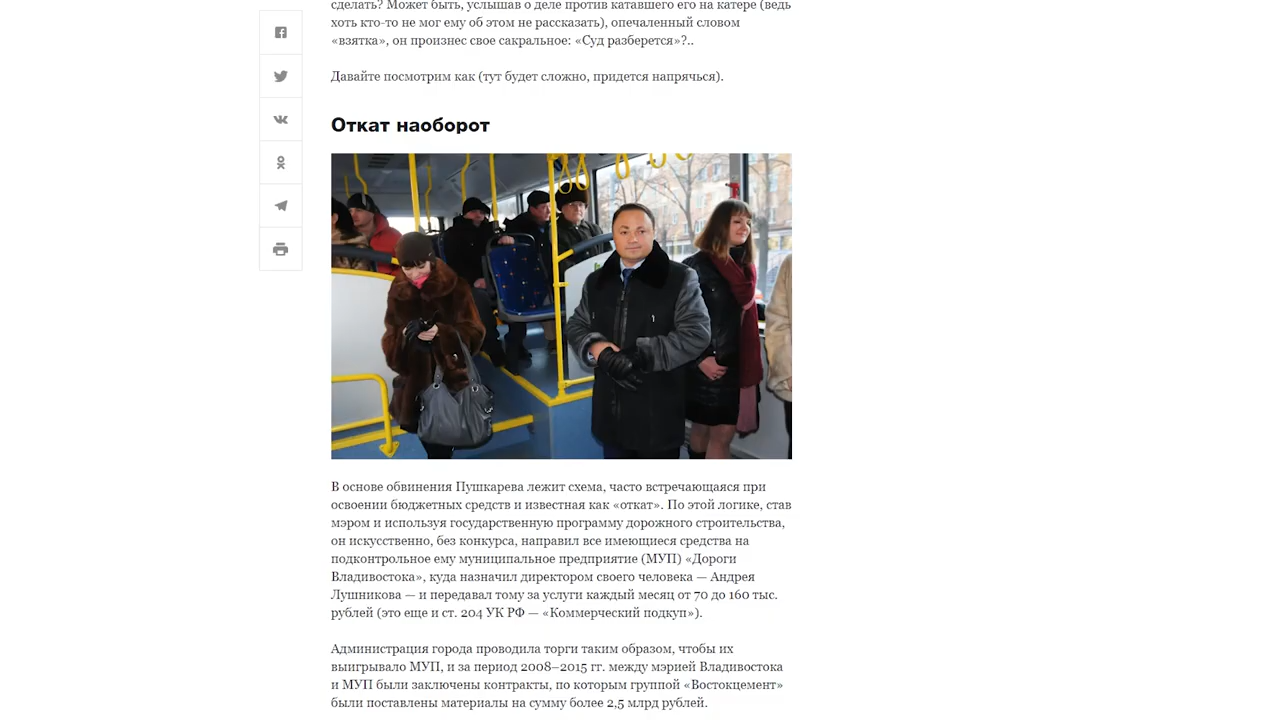 сделать? Может быть, услышав о деле против катавшего его на катере (ведь
хоть кто-то не мог ему об этом не рассказать), опечаленный словом
«взятка», он произнес свое сакральное: «Суд разберется»?..
Давайте посмотрим как (тут будет сложно, придется напрячься).
Откат наоборот
В основе обвинения Пушкарева лежит схема, часто встречающаяся при
освоении бюджетных средств и известная как «откат». По этой логике, став
мэром и используя государственную программу дорожного строительства,
он искусственно, без конкурса, направил все имеющиеся средства на
подконтрольное ему муниципальное предприятие (МУП) «Дороги
Владивостока», куда назначил директором своего человека — Андрея
Лушникова — и передавал тому за услуги каждый месяц от 70 до 160 тыс.
рублей (это еще и ст. 204 УК РФ — «Коммерческий подкуп»).
Администрация города проводила торги таким образом, чтобы их
выигрывало МУП, и за период 2008–2015 гг. между мэрией Владивостока
и МУП были заключены контракты, по которым группой «Востокцемент»
были поставлены материалы на сумму более 2,5 млрд рублей.